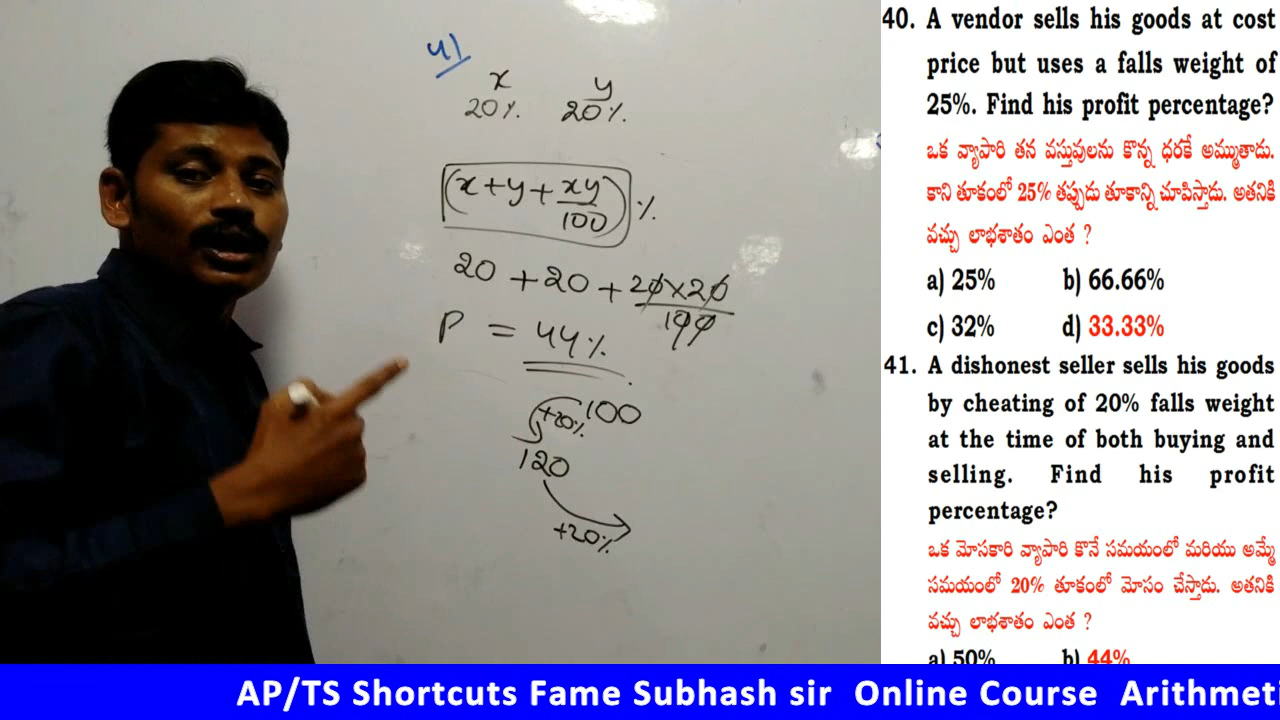 41
x y
20% 20%
(x+y+xy/100)%
20 + 20 + 20×20/100
P = 44%
100
+20%
120
+20%
40. A vendor sells his goods at cost
price but uses a falls weight of
25%. Find his profit percentage?
ఒక వ్యాపారి తన వస్తువులను కొన్న ధరకే అమ్ముతాడు.
కాని తూకంలో 25% తప్పుడు తూకాన్ని చూపిస్తాడు. అతనికి
వచ్చు లాభశాతం ఎంత ?
a) 25% b) 66.66%
c) 32% d) 33.33%
41. A dishonest seller sells his goods
by cheating of 20% falls weight
at the time of both buying and
selling. Find his profit
percentage?
ఒక మోసకారి వ్యాపారి కొనే సమయంలో మరియు అమ్మే
సమయంలో 20% తూకంలో మోసం చేస్తాడు. అతనికి
వచ్చు లాభశాతం ఎంత ?
a) 50% b) 44%
AP/TS Shortcuts Fame Subhash sir Online Course Arithmeti